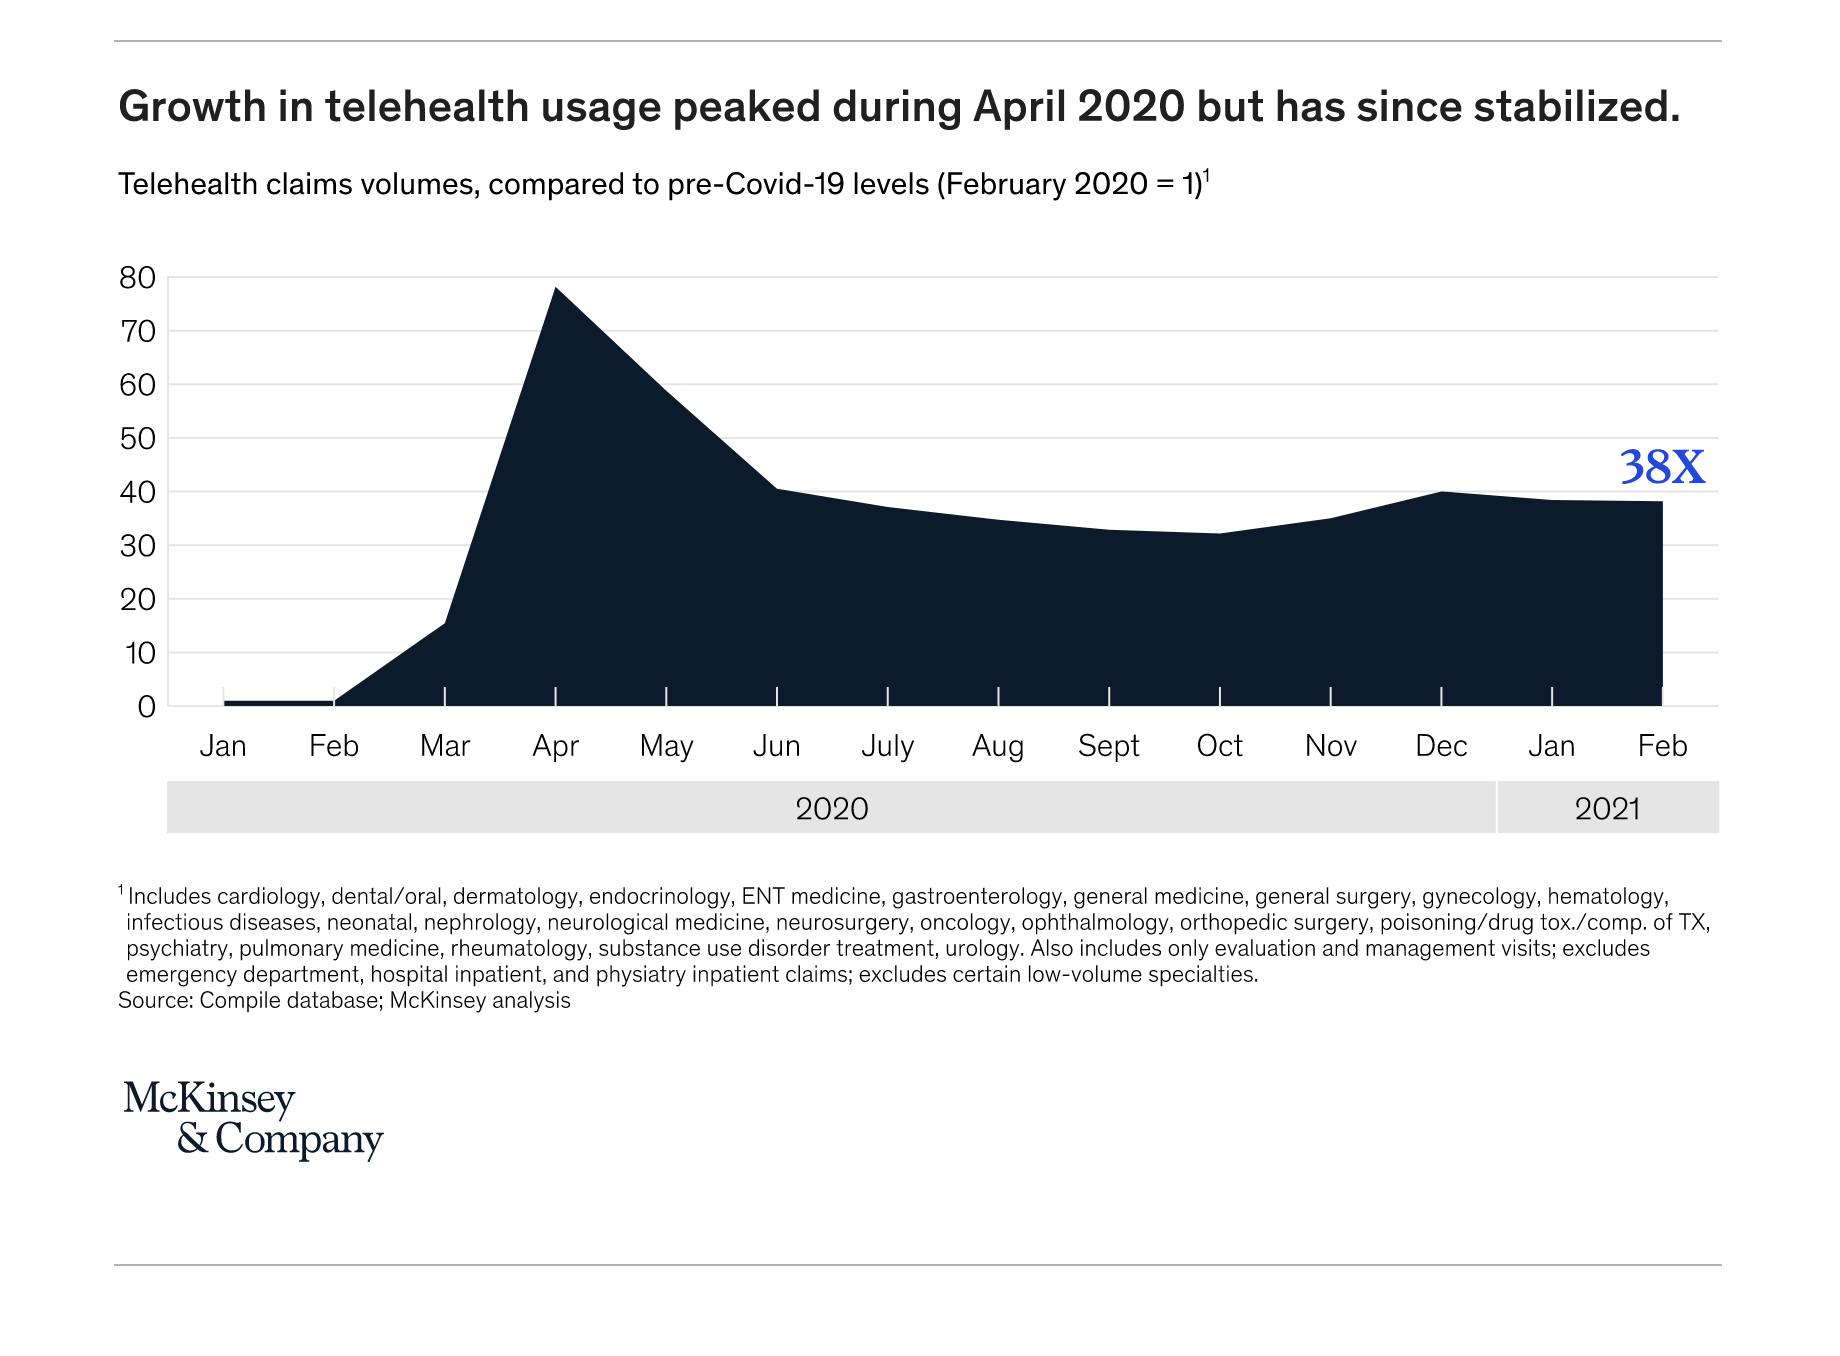 Growth in telehealth usage peaked during April 2020 but has since stabilized.
Telehealth claims volumes, compared to pre-Covid-19 levels (February 2020 = 1)¹
80
70
60
50
40
30
20
10
0
38X
Jan Feb Mar Apr May Jun July Aug Sept Oct Nov Dec Jan Feb
2020 2021
¹ Includes cardiology, dental/oral, dermatology, endocrinology, ENT medicine, gastroenterology, general medicine, general surgery, gynecology, hematology,
infectious diseases, neonatal, nephrology, neurological medicine, neurosurgery, oncology, ophthalmology, orthopedic surgery, poisoning/drug tox./comp. of TX,
psychiatry, pulmonary medicine, rheumatology, substance use disorder treatment, urology. Also includes only evaluation and management visits; excludes
emergency department, hospital inpatient, and physiatry inpatient claims; excludes certain low-volume specialties.
Source: Compile database; McKinsey analysis
McKinsey
& Company